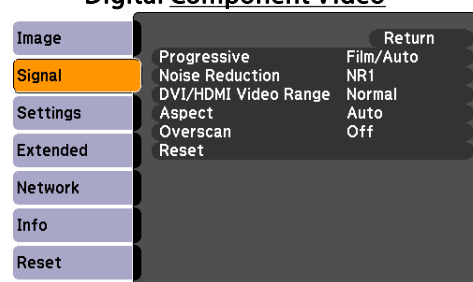 Digital Component Video
Image
Signal
Settings
Extended
Network
Info
Reset
Return
Progressive Film/Auto
Noise Reduction NR1
DVI/HDMI Video Range Normal
Aspect Auto
Overscan Off
Reset